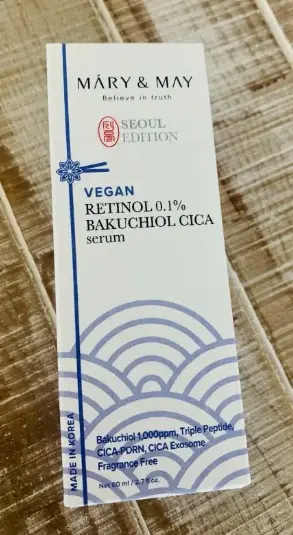 MÁRY & MAY
Believe in truth
SEOUL
EDITION
VEGAN
RETINOL 0.1%
BAKUCHIOL CICA
serum
Bakuchiol 1,000ppm, Triple Peptide,
CICA-PDRN, CICA Exosome
Fragrance Free
Net 80 ml / 2.7 fl.oz.
MADE IN KOREA